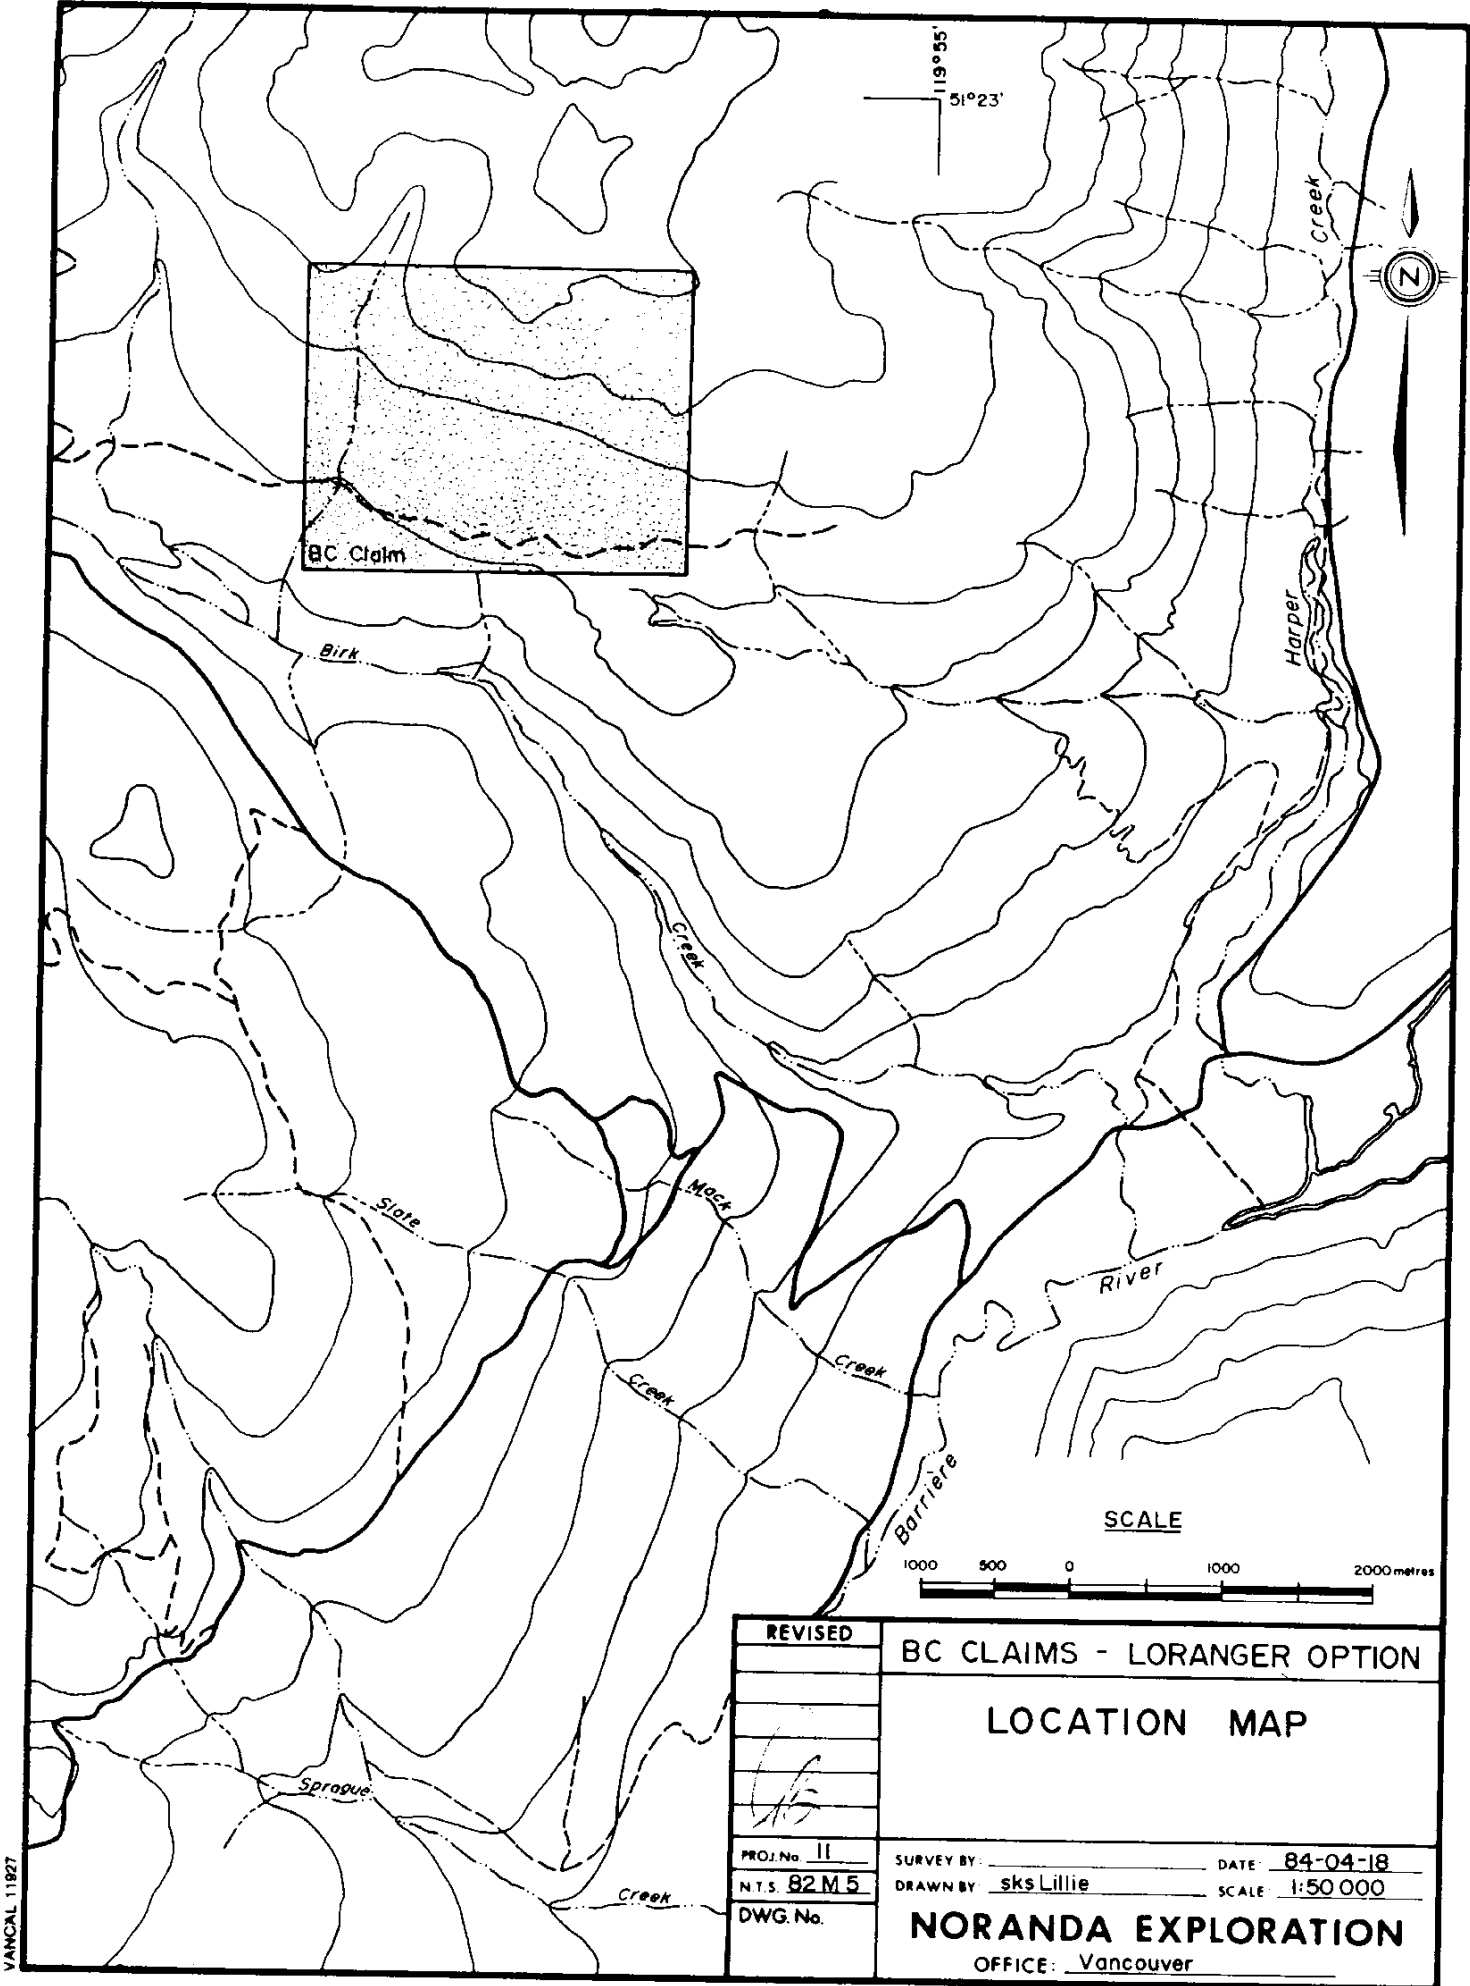 119°55'
51°23'
Creek
N
Harper
BC Claim
Birk
Creek
Mack
Slate
River
Creek
Creek
Barrière
SCALE
1000 500 0 1000 2000 metres
REVISED
BC CLAIMS - LORANGER OPTION
LOCATION MAP
Sprague
Creek
PROJ. No. 11
SURVEY BY:
DATE: 84-04-18
N.T.S. 82 M 5
DRAWN BY sks Lillie
SCALE 1:50 000
DWG. No.
NORANDA EXPLORATION
OFFICE: Vancouver
VANCAL 11927